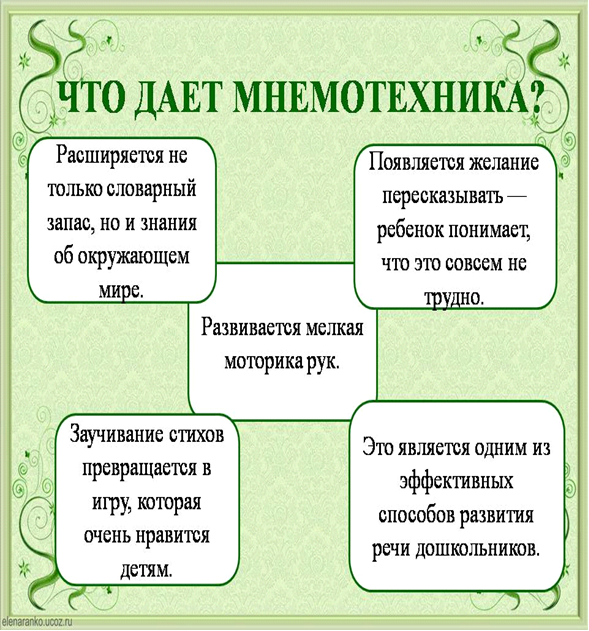 ЧТО ДАЕТ МНЕМОТЕХНИКА?
Расширяется не
только словарный
запас, но и знания
об окружающем
мире.
Появляется желание
пересказывать —
ребенок понимает,
что это совсем не
трудно.
Развивается мелкая
моторика рук.
Заучивание стихов
превращается в
игру, которая
очень нравится
детям.
Это является одним из
эффективных
способов развития
речи дошкольников.
elenaranko.ucoz.ru